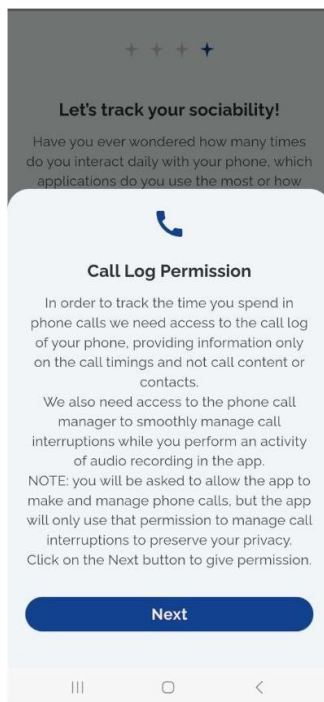 Let's track your sociability!
Have you ever wondered how many times
do you interact daily with your phone, which
applications do you use the most or how
Call Log Permission
In order to track the time you spend in
phone calls we need access to the call log
of your phone, providing information only
on the call timings and not call content or
contacts.
We also need access to the phone call
manager to smoothly manage call
interruptions while you perform an activity
of audio recording in the app.
NOTE: you will be asked to allow the app to
make and manage phone calls, but the app
will only use that permission to manage call
interruptions to preserve your privacy.
Click on the Next button to give permission.
Next